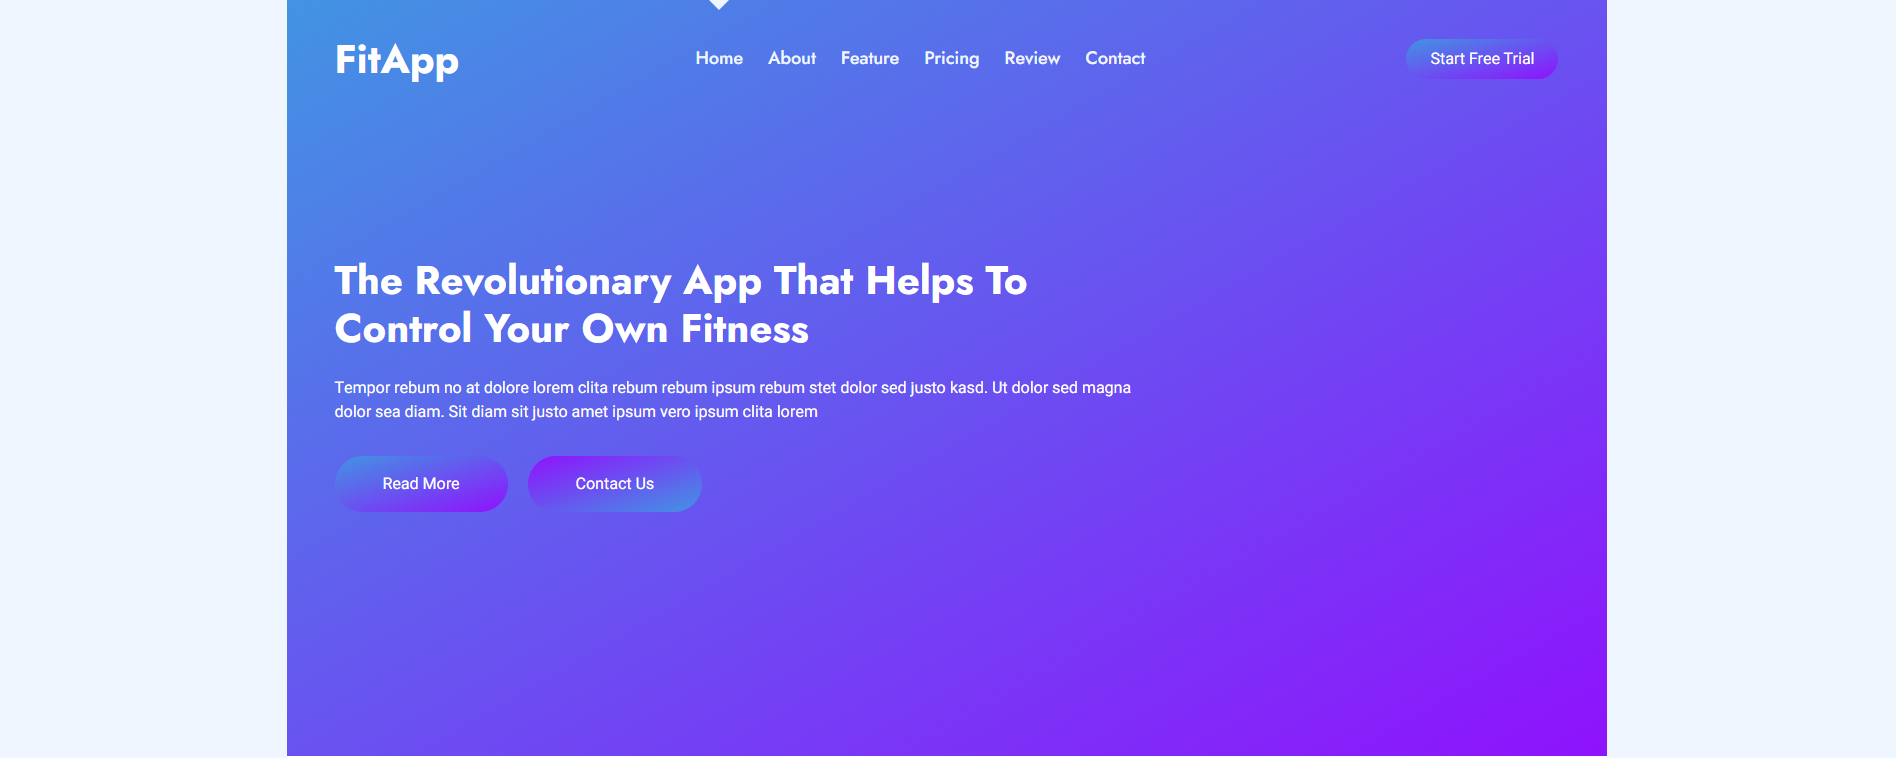 FitApp
Home About Feature Pricing Review Contact
Start Free Trial
The Revolutionary App That Helps To
Control Your Own Fitness
Tempor rebum no at dolore lorem clita rebum rebum ipsum rebum stet dolor sed justo kasd. Ut dolor sed magna
dolor sea diam. Sit diam sit justo amet ipsum vero ipsum clita lorem
Read More
Contact Us